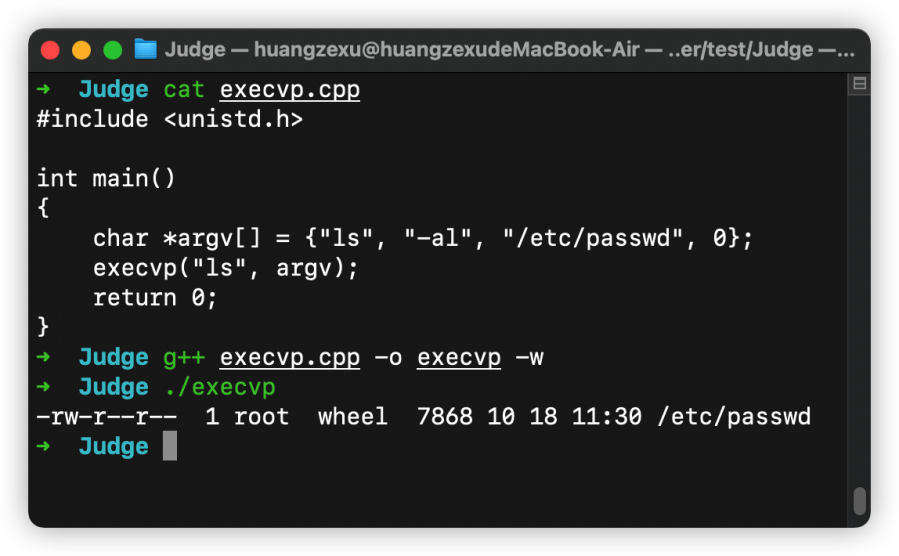 Judge — huangzexu@huangzexudeMacBook-Air — ..er/test/Judge —...
➜  Judge cat execvp.cpp
#include <unistd.h>

int main()
{
    char *argv[] = {"ls", "-al", "/etc/passwd", 0};
    execvp("ls", argv);
    return 0;
}
➜  Judge g++ execvp.cpp -o execvp -w
➜  Judge ./execvp
-rw-r--r--  1 root  wheel  7868 10 18 11:30 /etc/passwd
➜  Judge